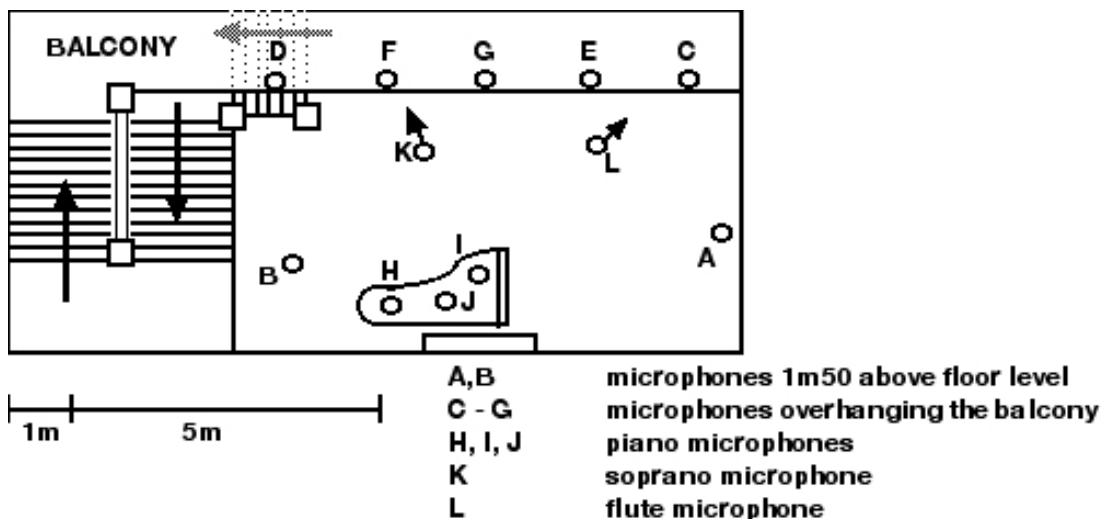 BALCONY
D
F
G
E
C
K
L
A
B
H
I
J
1m
5m
A,B microphones 1m50 above floor level
C - G microphones overhanging the balcony
H, I, J piano microphones
K soprano microphone
L flute microphone